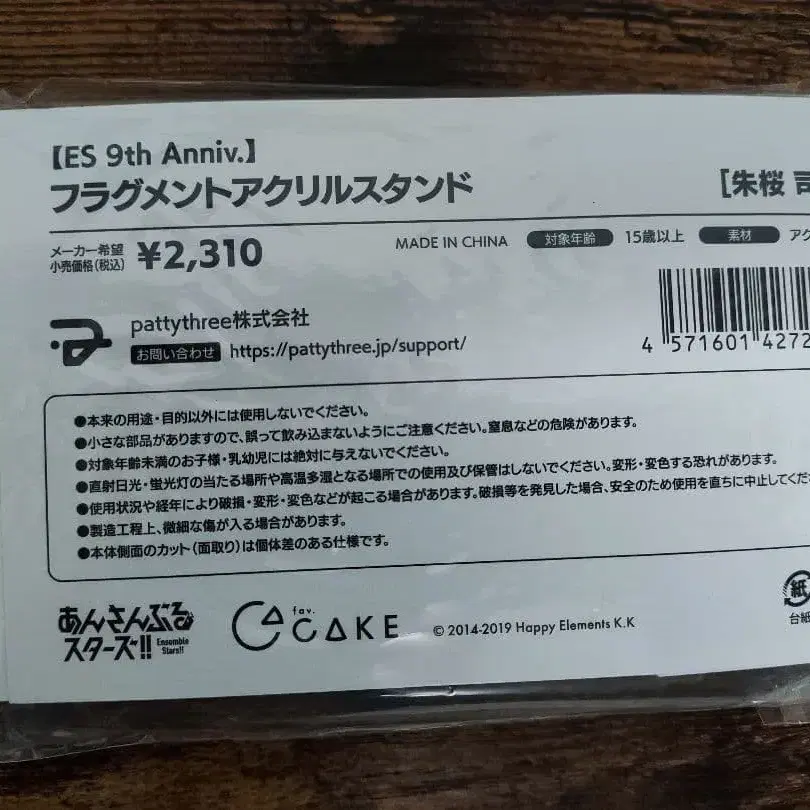 【ES 9th Anniv.】
フラグメントアクリルスタンド
[朱桜 司
メーカー希望
小売価格(税込)
¥2,310
MADE IN CHINA
対象年齢
15歳以上
素材
アク
pattythree株式会社
お問い合わせ https://pattythree.jp/support/
4 571601 4272
●本来の用途・目的以外には使用しないでください。
●小さな部品がありますので、誤って飲み込まないようにご注意ください。窒息などの危険があります。
●対象年齢未満のお子様・乳幼児には絶対に与えないでください。
●直射日光・蛍光灯の当たる場所や高温多湿となる場所での使用及び保管はしないでください。変形・変色する恐れがあります。
●使用状況や経年により破損・変形・変色などが起こる場合があります。破損等を発見した場合、安全のため使用を直ちに中止してくだ
●製造工程上、微細な傷が入る場合があります。
●本体側面のカット(面取り)は個体差のある仕様です。
あんさんぶる
スターズ!!
Ensemble
Stars!!
fav.
CAKE
© 2014-2019 Happy Elements K.K
紙
台紙